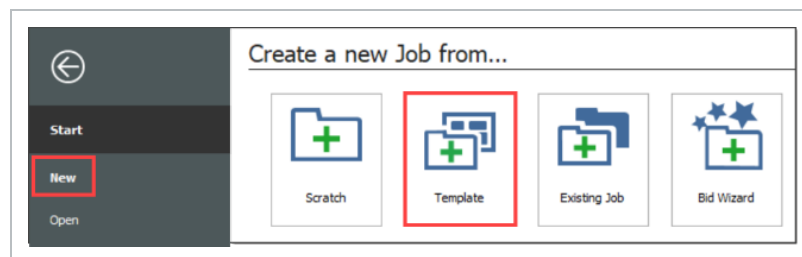 Create a new Job from...
Start
New
Open
Scratch
Template
Existing Job
Bid Wizard